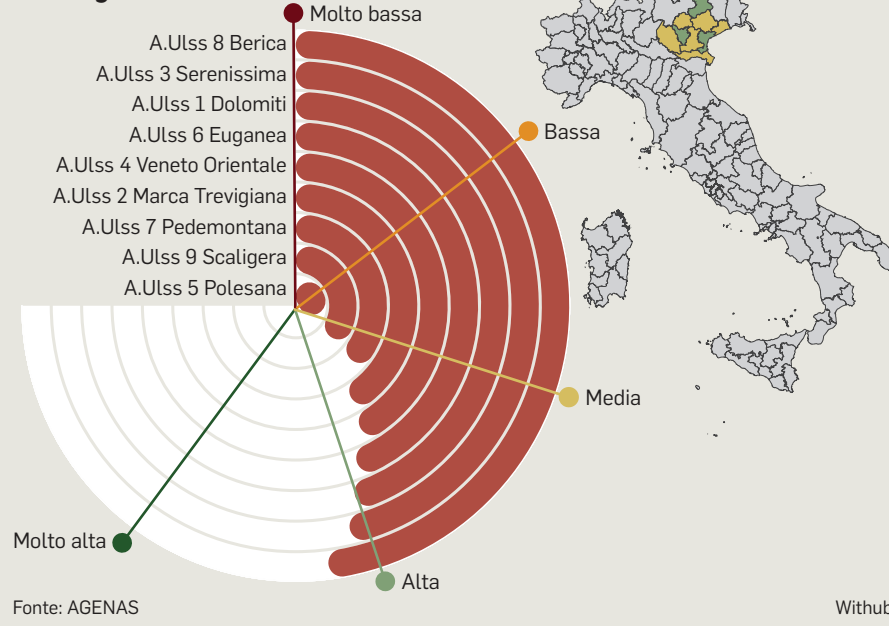 Molto bassa
A.Ulss 8 Berica
A.Ulss 3 Serenissima
A.Ulss 1 Dolomiti
A.Ulss 6 Euganea
A.Ulss 4 Veneto Orientale
A.Ulss 2 Marca Trevigiana
A.Ulss 7 Pedemontana
A.Ulss 9 Scaligera
A.Ulss 5 Polesana
Bassa
Media
Molto alta
Alta
Fonte: AGENAS
Withub